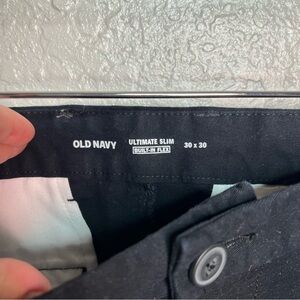 OLD NAVY
ULTIMATE SLIM
BUILT-IN FLEX
30 x 30